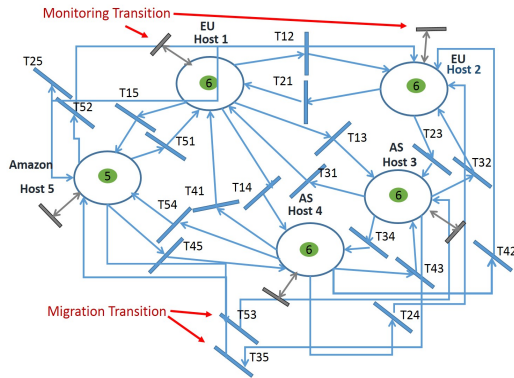 Monitoring Transition
EU
Host 1
T12
EU
Host 2
T25
T52
T15
T21
6
6
T51
T13
T23
AS
Host 3
T32
Amazon
Host 5
5
T41
T14
T31
6
AS
Host 4
T54
T45
6
T34
T43
T42
Migration Transition
T53
T24
T35